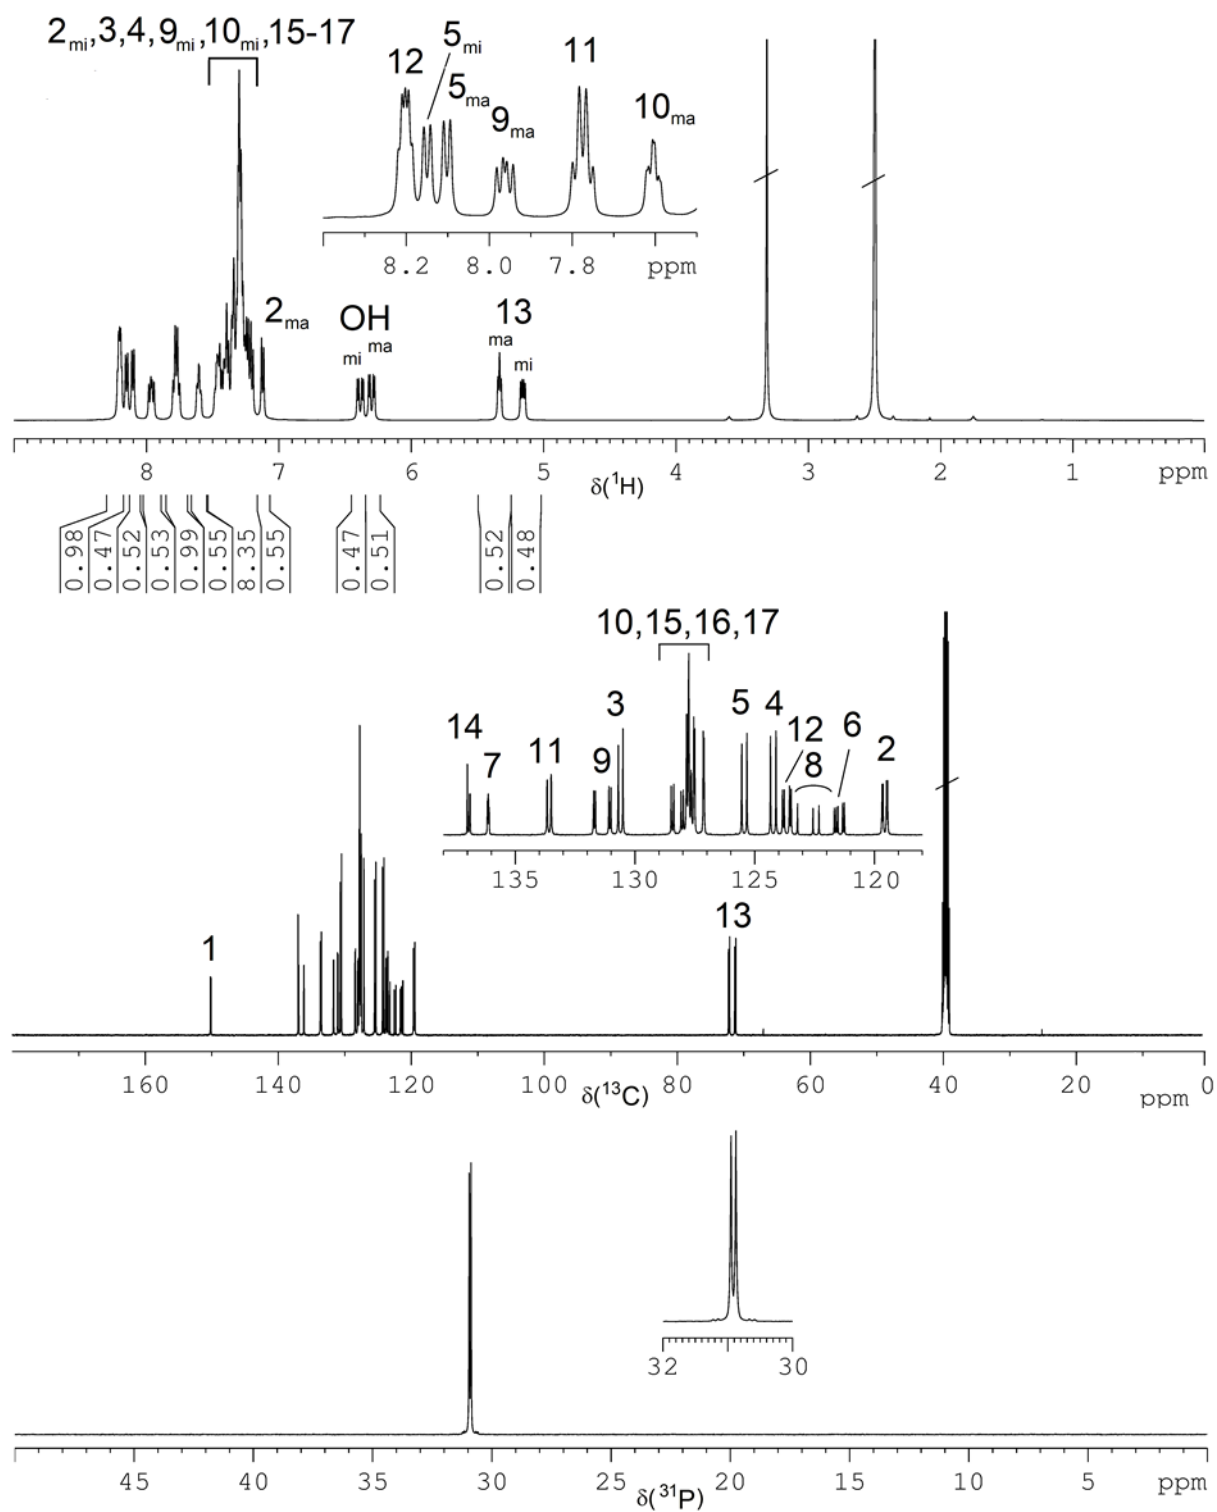 2mi,3,4,9mi,10mi,15-17
12
5mi
5ma
9ma
11
10ma
8.2 8.0 7.8 ppm
2ma
OH
mi ma
13
ma mi
8 7 6 5 4 3 2 1 ppm
δ(¹H)
0.98 0.47 0.52 0.53 0.99 0.55 8.35 0.55 0.47 0.51 0.52 0.48
10,15,16,17
14
7
11
9
3
5
4
12
8
6
2
135 130 125 120
1
13
160 140 120 100 80 60 40 20 ppm 0
δ(¹³C)
32 30
45 40 35 30 25 20 15 10 5 ppm
δ(³¹P)